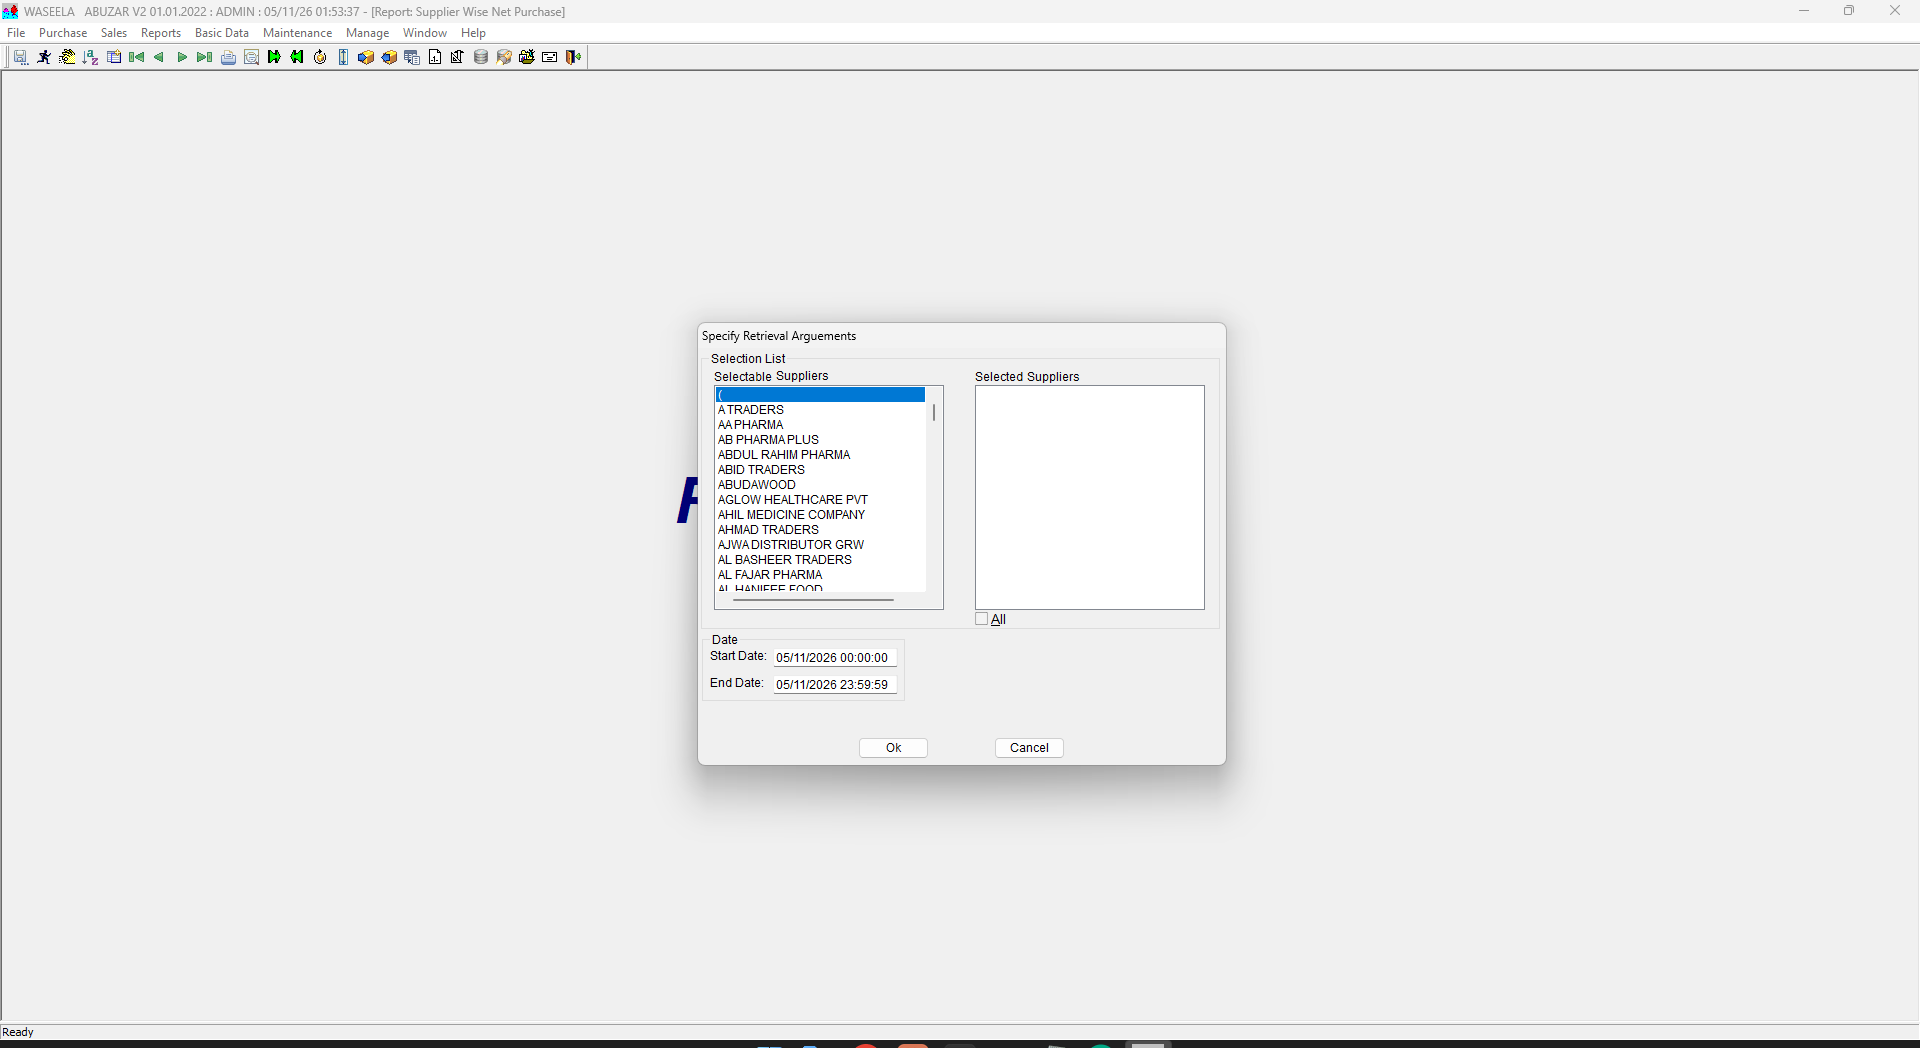 WASEELA   ABUZAR V2 01.01.2022 : ADMIN : 05/11/26 01:53:37 - [Report: Supplier Wise Net Purchase]
File Purchase Sales Reports Basic Data Maintenance Manage Window Help
Specify Retrieval Arguements
Selection List
Selectable Suppliers
(
A TRADERS
AA PHARMA
AB PHARMA PLUS
ABDUL RAHIM PHARMA
ABID TRADERS
ABUDAWOOD
AGLOW HEALTHCARE PVT
AHIL MEDICINE COMPANY
AHMAD TRADERS
AJWA DISTRIBUTOR GRW
AL BASHEER TRADERS
AL FAJAR PHARMA
AL HANIFEE FOOD
Selected Suppliers
All
Date
Start Date: 05/11/2026 00:00:00
End Date: 05/11/2026 23:59:59
Ok Cancel
Ready